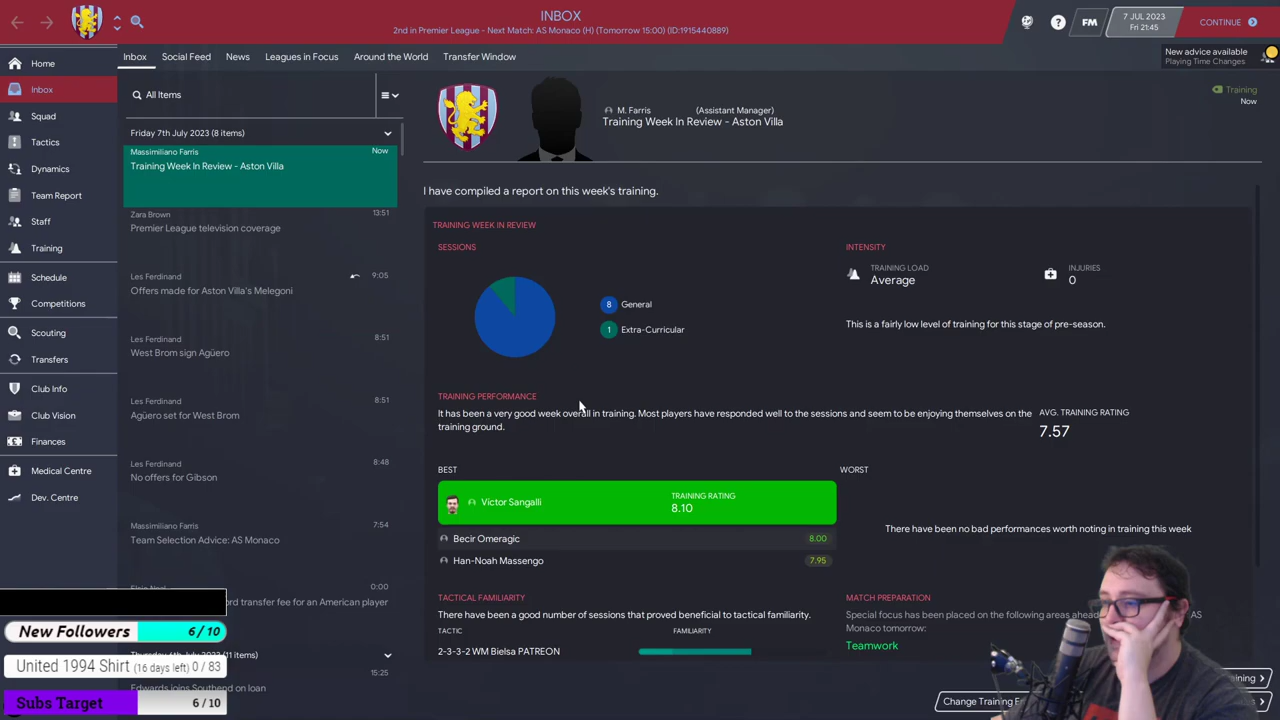 INBOX
2nd in Premier League - Next Match: AS Monaco (H) (Tomorrow 15:00) (ID:1915440889)
?
FM
7 JUL 2023
Fri 21:45
CONTINUE
New advice available
Playing Time Changes
Home
Inbox
Squad
Tactics
Dynamics
Team Report
Staff
Training
Schedule
Competitions
Scouting
Transfers
Club Info
Club Vision
Finances
Medical Centre
Dev. Centre
Inbox
Social Feed
News
Leagues in Focus
Around the World
Transfer Window
All Items
Friday 7th July 2023 (8 items)
Massimiliano Farris
Now
Training Week In Review - Aston Villa
Zara Brown
13:51
Premier League television coverage
Les Ferdinand
9:05
Offers made for Aston Villa's Melegoni
Les Ferdinand
8:51
West Brom sign Agüero
Les Ferdinand
8:51
Agüero set for West Brom
Les Ferdinand
8:48
No offers for Gibson
Massimiliano Farris
7:54
Team Selection Advice: AS Monaco
0:00
transfer fee for an American player
(11 items)
15:25
Edwards joins Southend on loan
M. Farris
(Assistant Manager)
Training Week In Review - Aston Villa
Training
Now
I have compiled a report on this week's training.
TRAINING WEEK IN REVIEW
SESSIONS
8 General
1 Extra-Curricular
INTENSITY
TRAINING LOAD
Average
INJURIES
0
This is a fairly low level of training for this stage of pre-season.
TRAINING PERFORMANCE
It has been a very good week overall in training. Most players have responded well to the sessions and seem to be enjoying themselves on the
training ground.
AVG. TRAINING RATING
7.57
BEST
Víctor Sangalli
TRAINING RATING
8.10
Becir Omeragic
8.00
Han-Noah Massengo
7.95
WORST
There have been no bad performances worth noting in training this week
TACTICAL FAMILIARITY
There have been a good number of sessions that proved beneficial to tactical familiarity.
TACTIC
FAMILIARITY
2-3-3-2 WM Bielsa PATREON
MATCH PREPARATION
Special focus has been placed on the following areas ahead
AS
Monaco tomorrow:
Teamwork
Change Training
New Followers
6/10
United 1994 Shirt (16 days left) 0 / 83
Subs Target
6/10